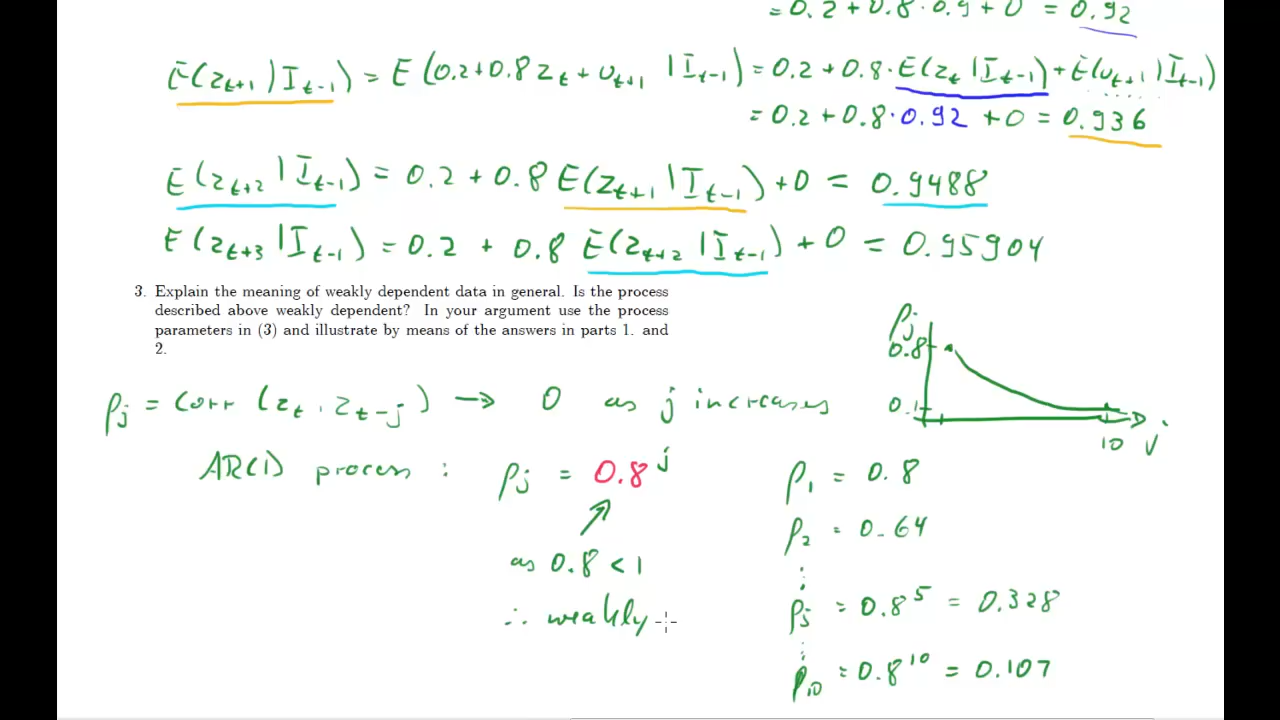 = 0.2 + 0.8 · 0.9 + 0 = 0.92
E(z_{t+1} | I_{t-1}) = E(0.2+0.8 z_t + u_{t+1} | I_{t-1}) = 0.2 + 0.8 · E(z_t | I_{t-1}) + E(u_{t+1} | I_{t-1})
= 0.2 + 0.8 · 0.92 + 0 = 0.936
E(z_{t+2} | I_{t-1}) = 0.2 + 0.8 E(z_{t+1} | I_{t-1}) + 0 = 0.9488
E(z_{t+3} | I_{t-1}) = 0.2 + 0.8 E(z_{t+2} | I_{t-1}) + 0 = 0.95904
3. Explain the meaning of weakly dependent data in general. Is the process
described above weakly dependent? In your argument use the process
parameters in (3) and illustrate by means of the answers in parts 1. and
2.
ρ_j
0.8
0.1
10 j
ρ_j = corr (z_t, z_{t-j}) → 0 as j increases
AR(1) process : ρ_j = 0.8^j
as 0.8 < 1
∴ weakly
ρ_1 = 0.8
ρ_2 = 0.64
⋮
ρ_5 = 0.8^5 = 0.328
⋮
ρ_10 = 0.8^10 = 0.107